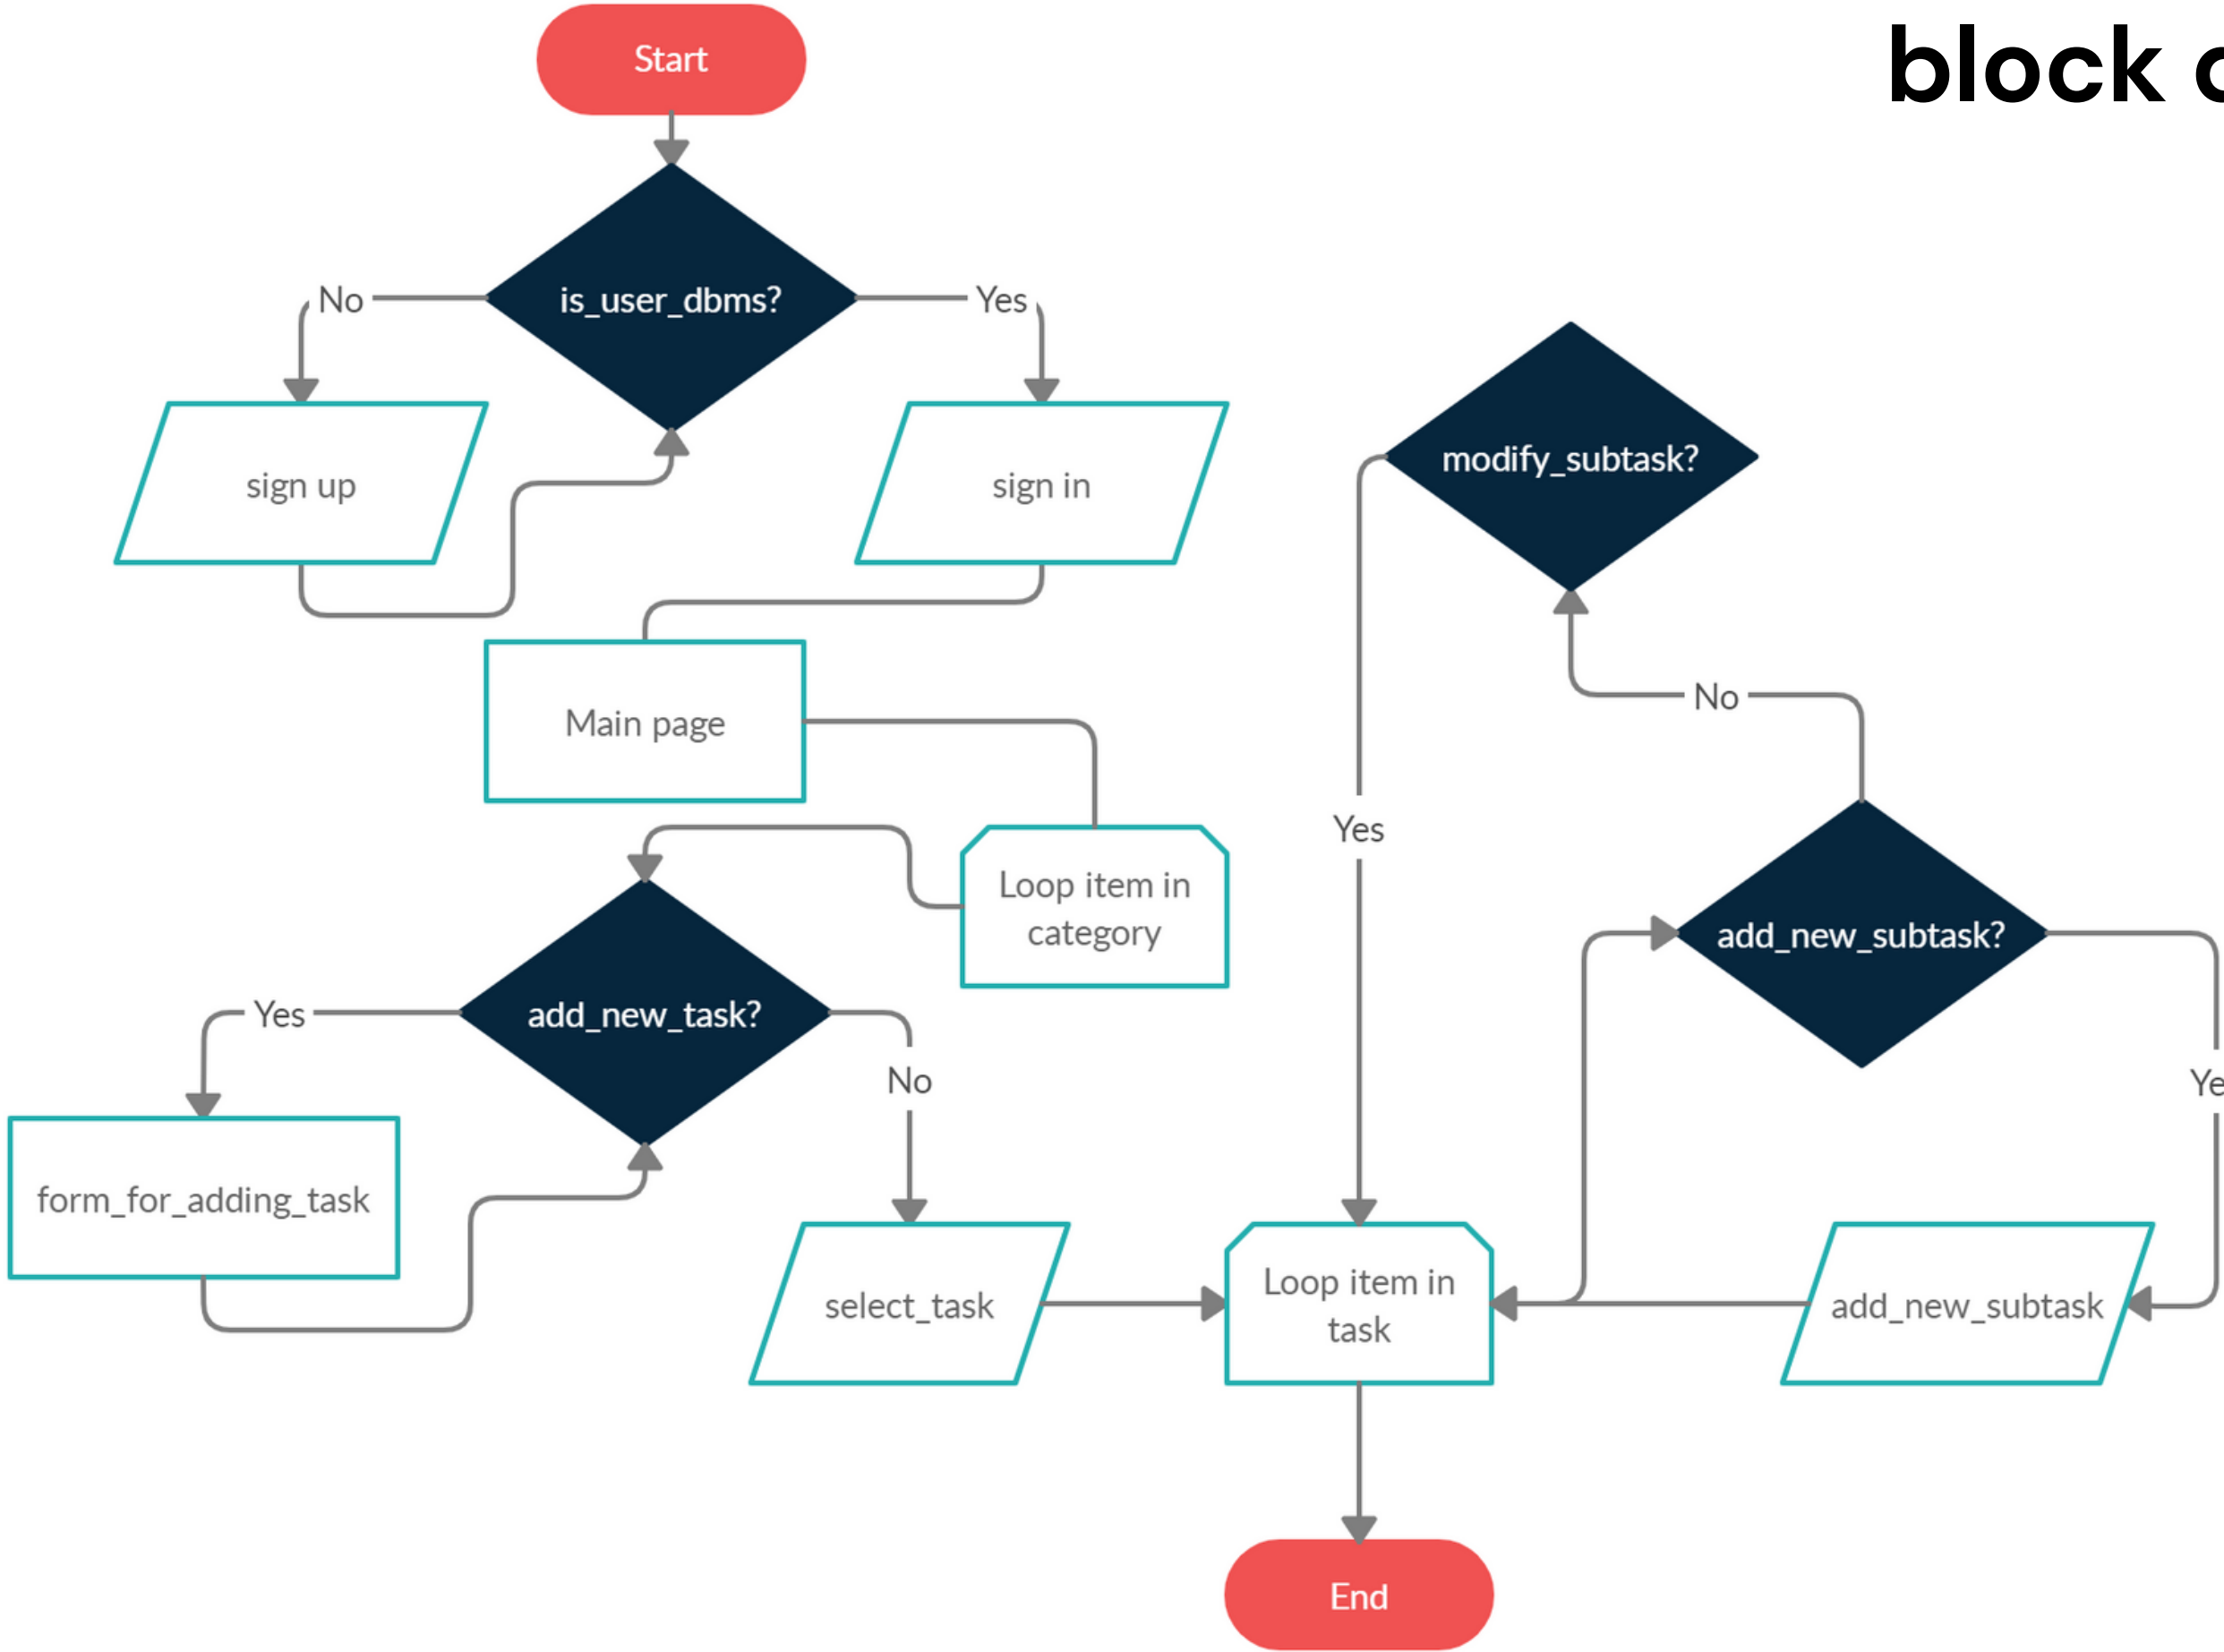 block
Start
is_user_dbms?
No
Yes
sign up
sign in
modify_subtask?
Main page
No
Yes
Loop item in
category
add_new_subtask?
add_new_task?
Yes
No
form_for_adding_task
select_task
Loop item in
task
add_new_subtask
End